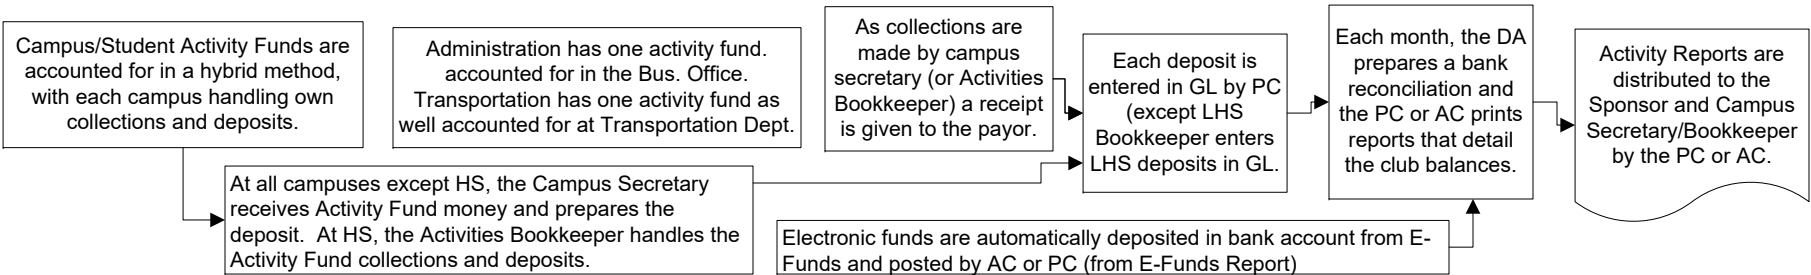 Campus/Student Activity Funds are
accounted for in a hybrid method,
with each campus handling own
collections and deposits.
Administration has one activity fund.
accounted for in the Bus. Office.
Transportation has one activity fund as
well accounted for at Transportation Dept.
As collections are
made by campus
secretary (or Activities
Bookkeeper) a receipt
is given to the payor.
Each deposit is
entered in GL by PC
(except LHS
Bookkeeper enters
LHS deposits in GL.
Each month, the DA
prepares a bank
reconciliation and
the PC or AC prints
reports that detail
the club balances.
Activity Reports are
distributed to the
Sponsor and Campus
Secretary/Bookkeeper
by the PC or AC.
At all campuses except HS, the Campus Secretary
receives Activity Fund money and prepares the
deposit.  At HS, the Activities Bookkeeper handles the
Activity Fund collections and deposits.
Electronic funds are automatically deposited in bank account from E-
Funds and posted by AC or PC (from E-Funds Report)